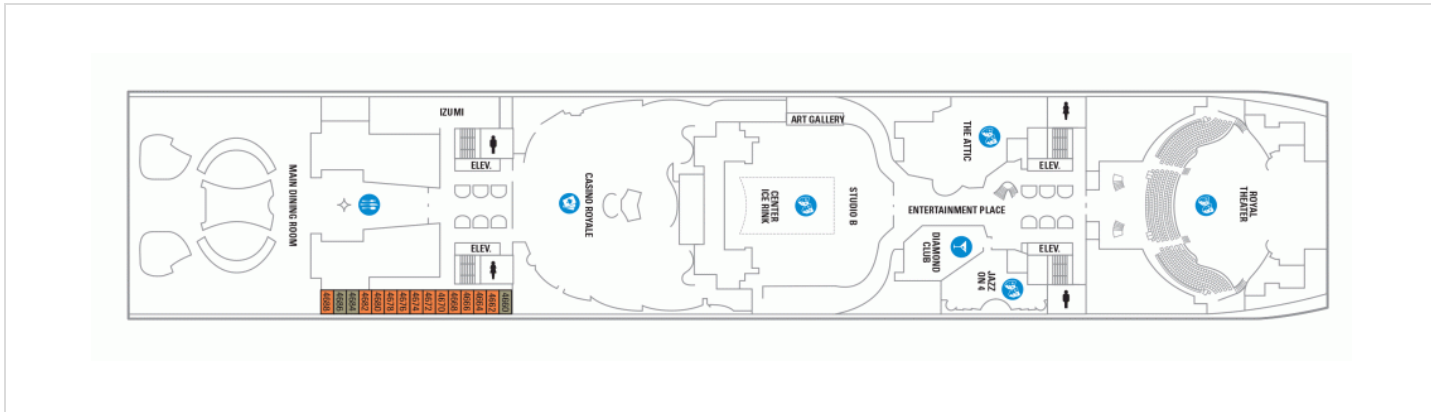 IZUMI
ELEV.
MAIN DINING ROOM
ELEV.
4688
4686
4684
4682
4680
4678
4676
4674
4672
4670
4668
4666
4664
4662
4660
CASINO ROYALE
ART GALLERY
CENTER
ICE RINK
STUDIO B
THE ATTIC
ELEV.
ENTERTAINMENT PLACE
DIAMOND
CLUB
ELEV.
JAZZ
ON 4
ROYAL
THEATER